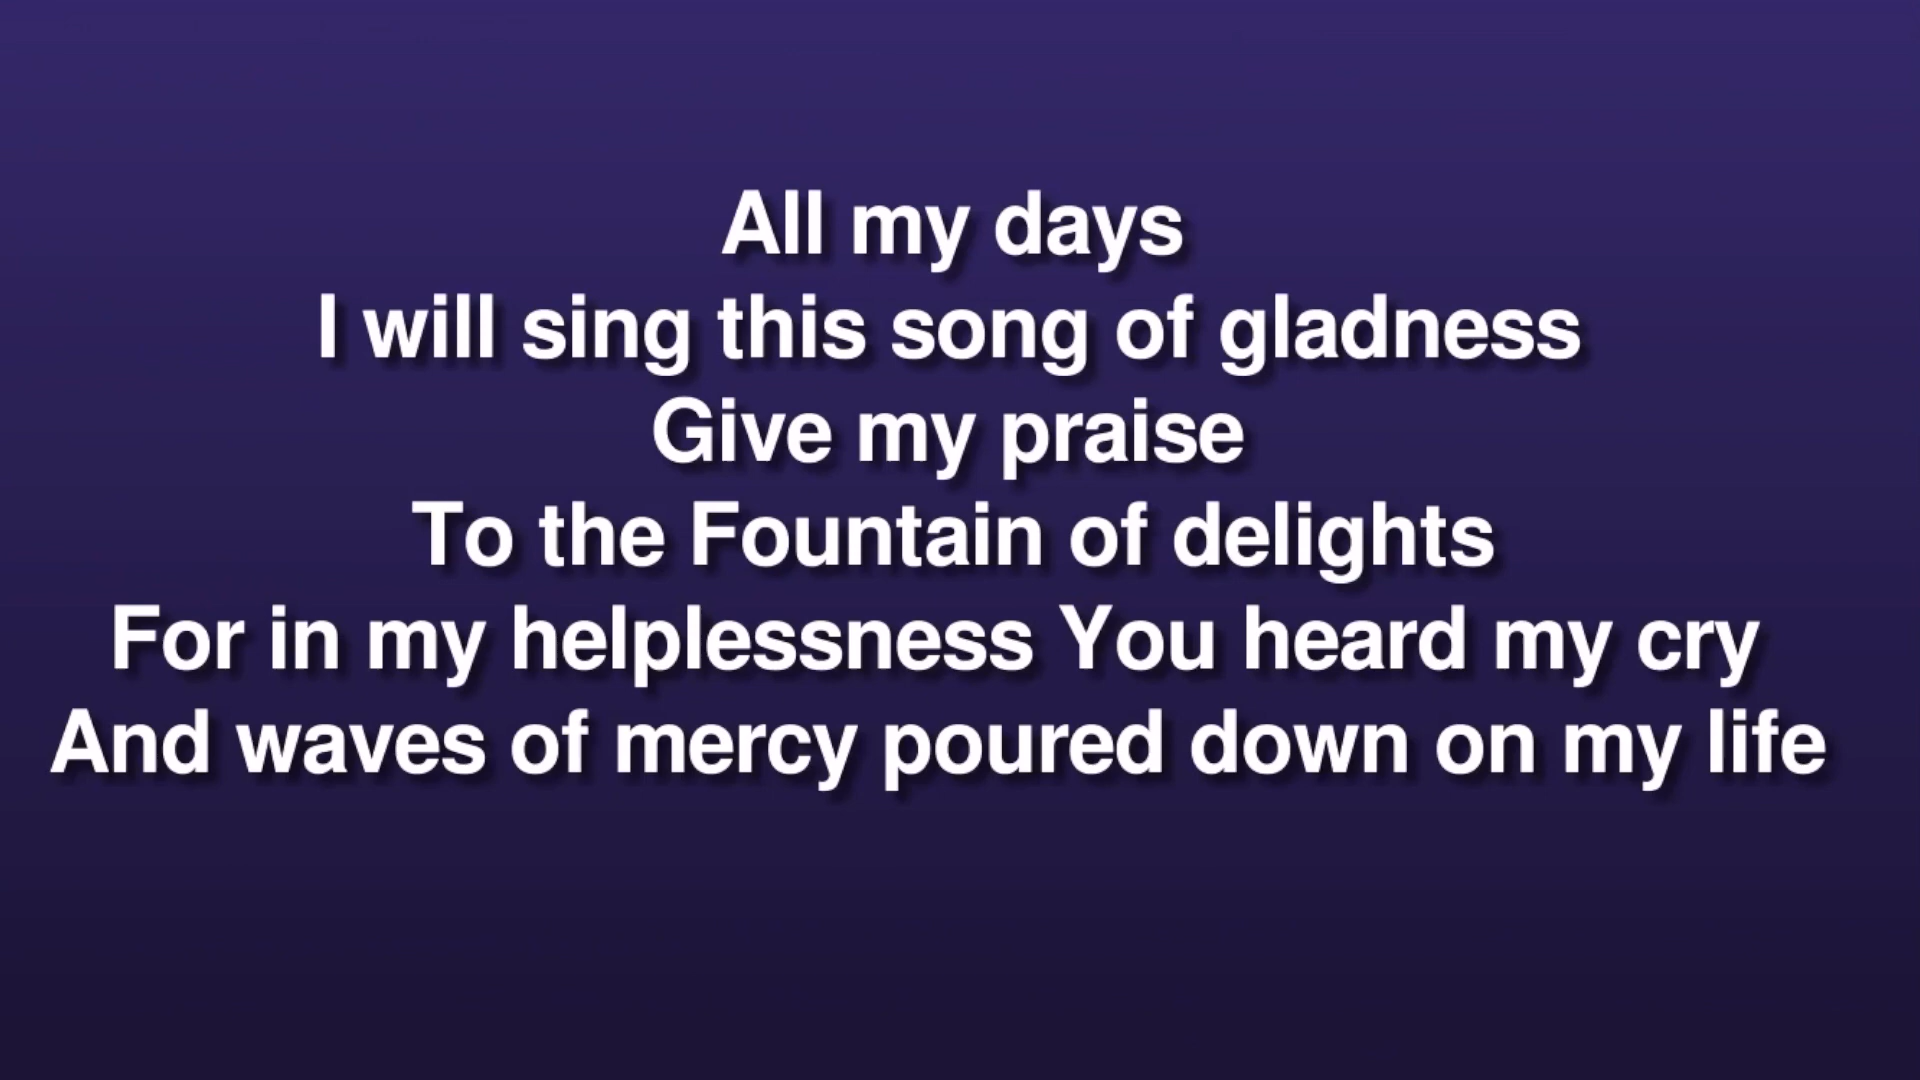 All my days
I will sing this song of gladness
Give my praise
To the Fountain of delights
For in my helplessness You heard my cry
And waves of mercy poured down on my life